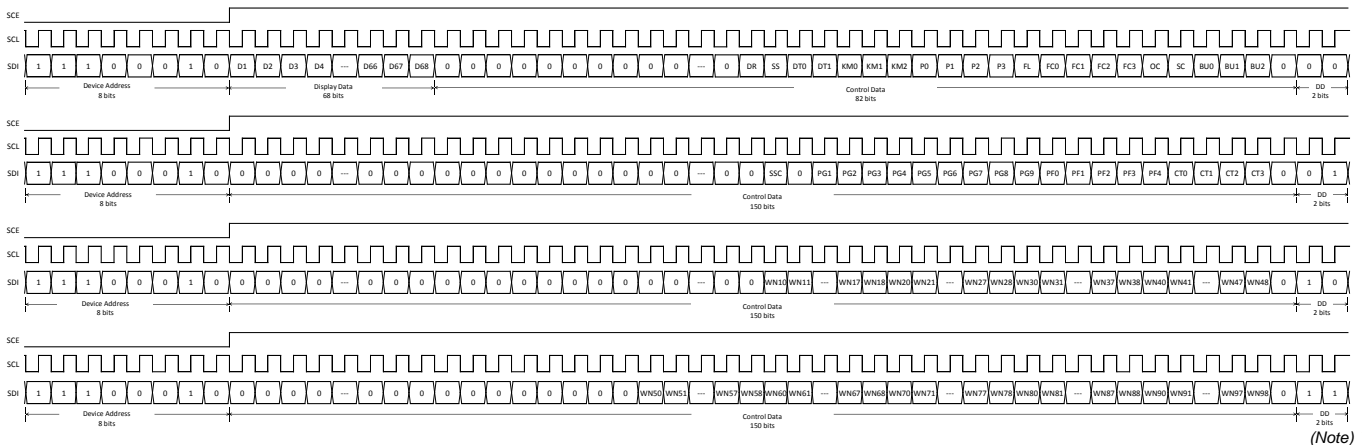 SCE
SCL
SDI 1 1 1 0 0 0 1 0 D1 D2 D3 D4 --- D66 D67 D68 0 0 0 0 0 0 0 0 0 0 --- 0 DR SS DT0 DT1 KM0 KM1 KM2 P0 P1 P2 P3 FL FC0 FC1 FC2 FC3 OC SC BU0 BU1 BU2 0 0 0
Device Address Display Data Control Data DD
8 bits 68 bits 82 bits 2 bits
SCE
SCL
SDI 1 1 1 0 0 0 1 0 0 0 0 0 --- 0 0 0 0 0 0 0 0 0 0 0 0 0 --- 0 0 SSC 0 PG1 PG2 PG3 PG4 PG5 PG6 PG7 PG8 PG9 PF0 PF1 PF2 PF3 PF4 CT0 CT1 CT2 CT3 0 0 1
Device Address Control Data DD
8 bits 150 bits 2 bits
SCE
SCL
SDI 1 1 1 0 0 0 1 0 0 0 0 0 --- 0 0 0 0 0 0 0 0 0 0 0 0 0 --- 0 0 WN10 WN11 --- WN17 WN18 WN20 WN21 --- WN27 WN28 WN30 WN31 --- WN37 WN38 WN40 WN41 --- WN47 WN48 0 1 0
Device Address Control Data DD
8 bits 150 bits 2 bits
SCE
SCL
SDI 1 1 1 0 0 0 1 0 0 0 0 0 --- 0 0 0 0 0 0 0 0 0 0 0 WN50 WN51 --- WN57 WN58 WN60 WN61 --- WN67 WN68 WN70 WN71 --- WN77 WN78 WN80 WN81 --- WN87 WN88 WN90 WN91 --- WN97 WN98 0 1 1
Device Address Control Data DD
8 bits 150 bits 2 bits
(Note)